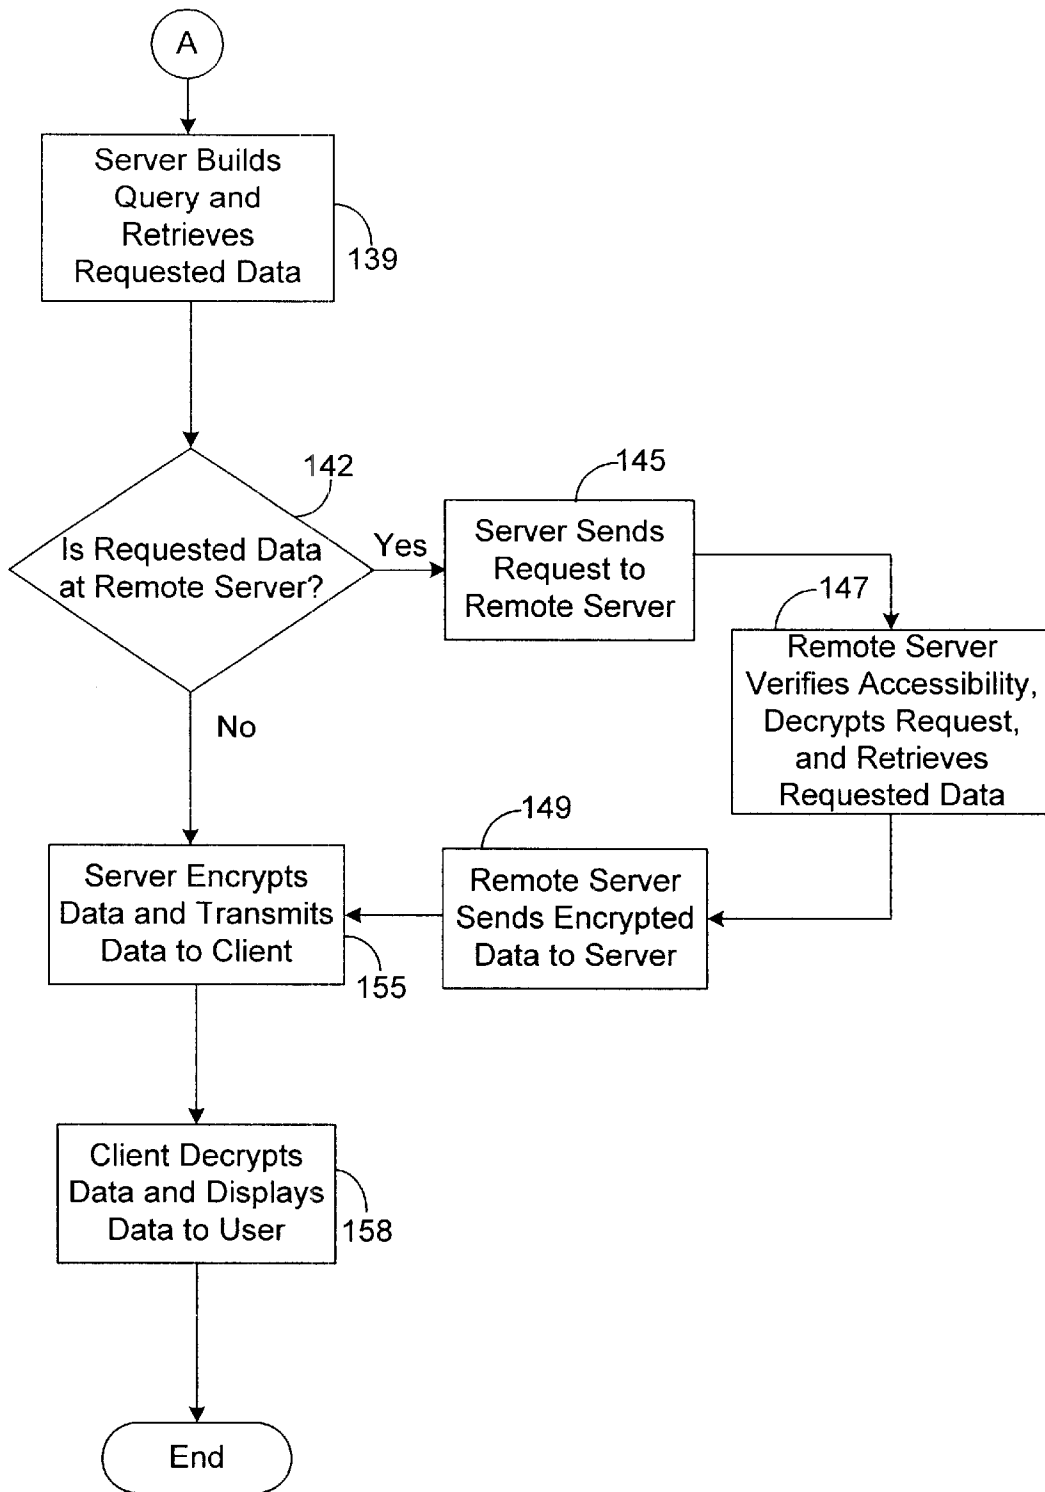 A
Server Builds
Query and
Retrieves
Requested Data
139
142
Is Requested Data
at Remote Server?
Yes
145
Server Sends
Request to
Remote Server
147
Remote Server
Verifies Accessibility,
Decrypts Request,
and Retrieves
Requested Data
No
149
Remote Server
Sends Encrypted
Data to Server
Server Encrypts
Data and Transmits
Data to Client
155
Client Decrypts
Data and Displays
Data to User
158
End